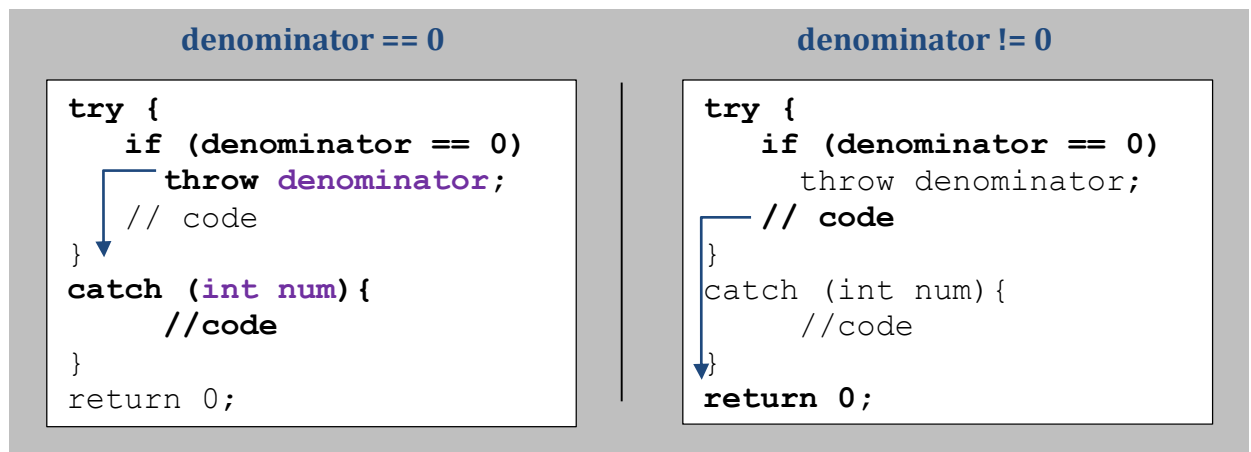 denominator == 0
try {
if (denominator == 0)
throw denominator;
// code
}
catch (int num){
//code
}
return 0;
denominator != 0
try {
if (denominator == 0)
throw denominator;
// code
}
catch (int num){
//code
}
return 0;